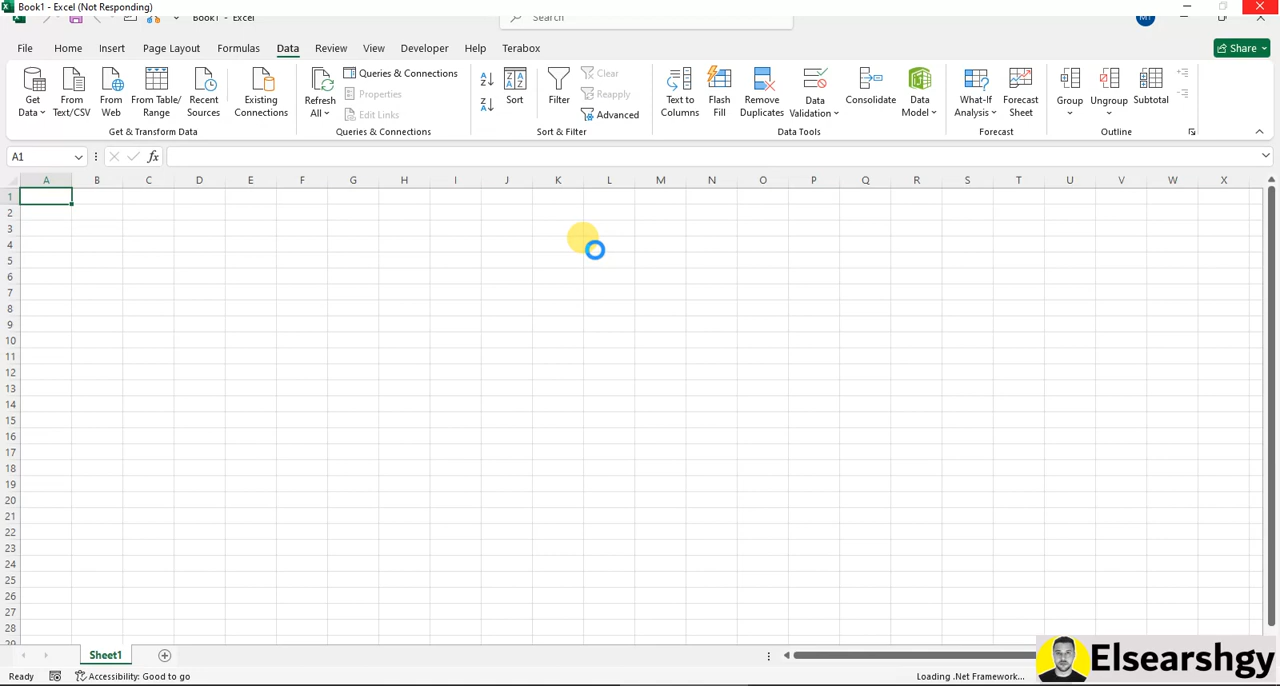 Book1 - Excel (Not Responding)
Book1 - Excel
Search
MT
File Home Insert Page Layout Formulas Data Review View Developer Help Terabox
Share
Get Data
From Text/CSV
From Web
From Table/ Range
Recent Sources
Existing Connections
Refresh All
Queries & Connections
Properties
Edit Links
Sort
Filter
Clear
Reapply
Advanced
Text to Columns
Flash Fill
Remove Duplicates
Data Validation
Consolidate
Data Model
What-If Analysis
Forecast Sheet
Group
Ungroup
Subtotal
Get & Transform Data
Queries & Connections
Sort & Filter
Data Tools
Forecast
Outline
A1
fx
A B C D E F G H I J K L M N O P Q R S T U V W X
1
2
3
4
5
6
7
8
9
10
11
12
13
14
15
16
17
18
19
20
21
22
23
24
25
26
27
28
29
Sheet1
Ready
Accessibility: Good to go
Loading .Net Framework...
Elsearshgy